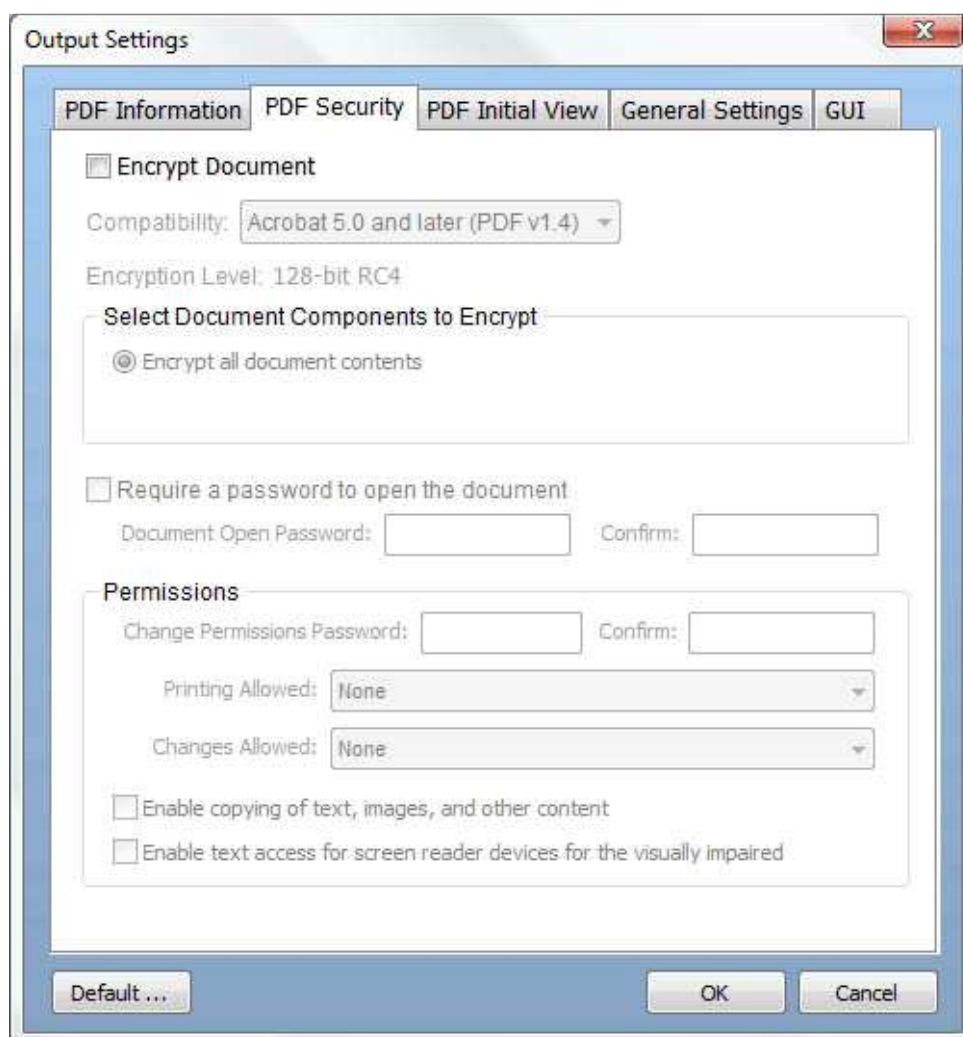 Output Settings
PDF Information PDF Security PDF Initial View General Settings GUI
Encrypt Document
Compatibility: Acrobat 5.0 and later (PDF v1.4)
Encryption Level: 128-bit RC4
Select Document Components to Encrypt
Encrypt all document contents
Require a password to open the document
Document Open Password: Confirm:
Permissions
Change Permissions Password: Confirm:
Printing Allowed: None
Changes Allowed: None
Enable copying of text, images, and other content
Enable text access for screen reader devices for the visually impaired
Default ... OK Cancel